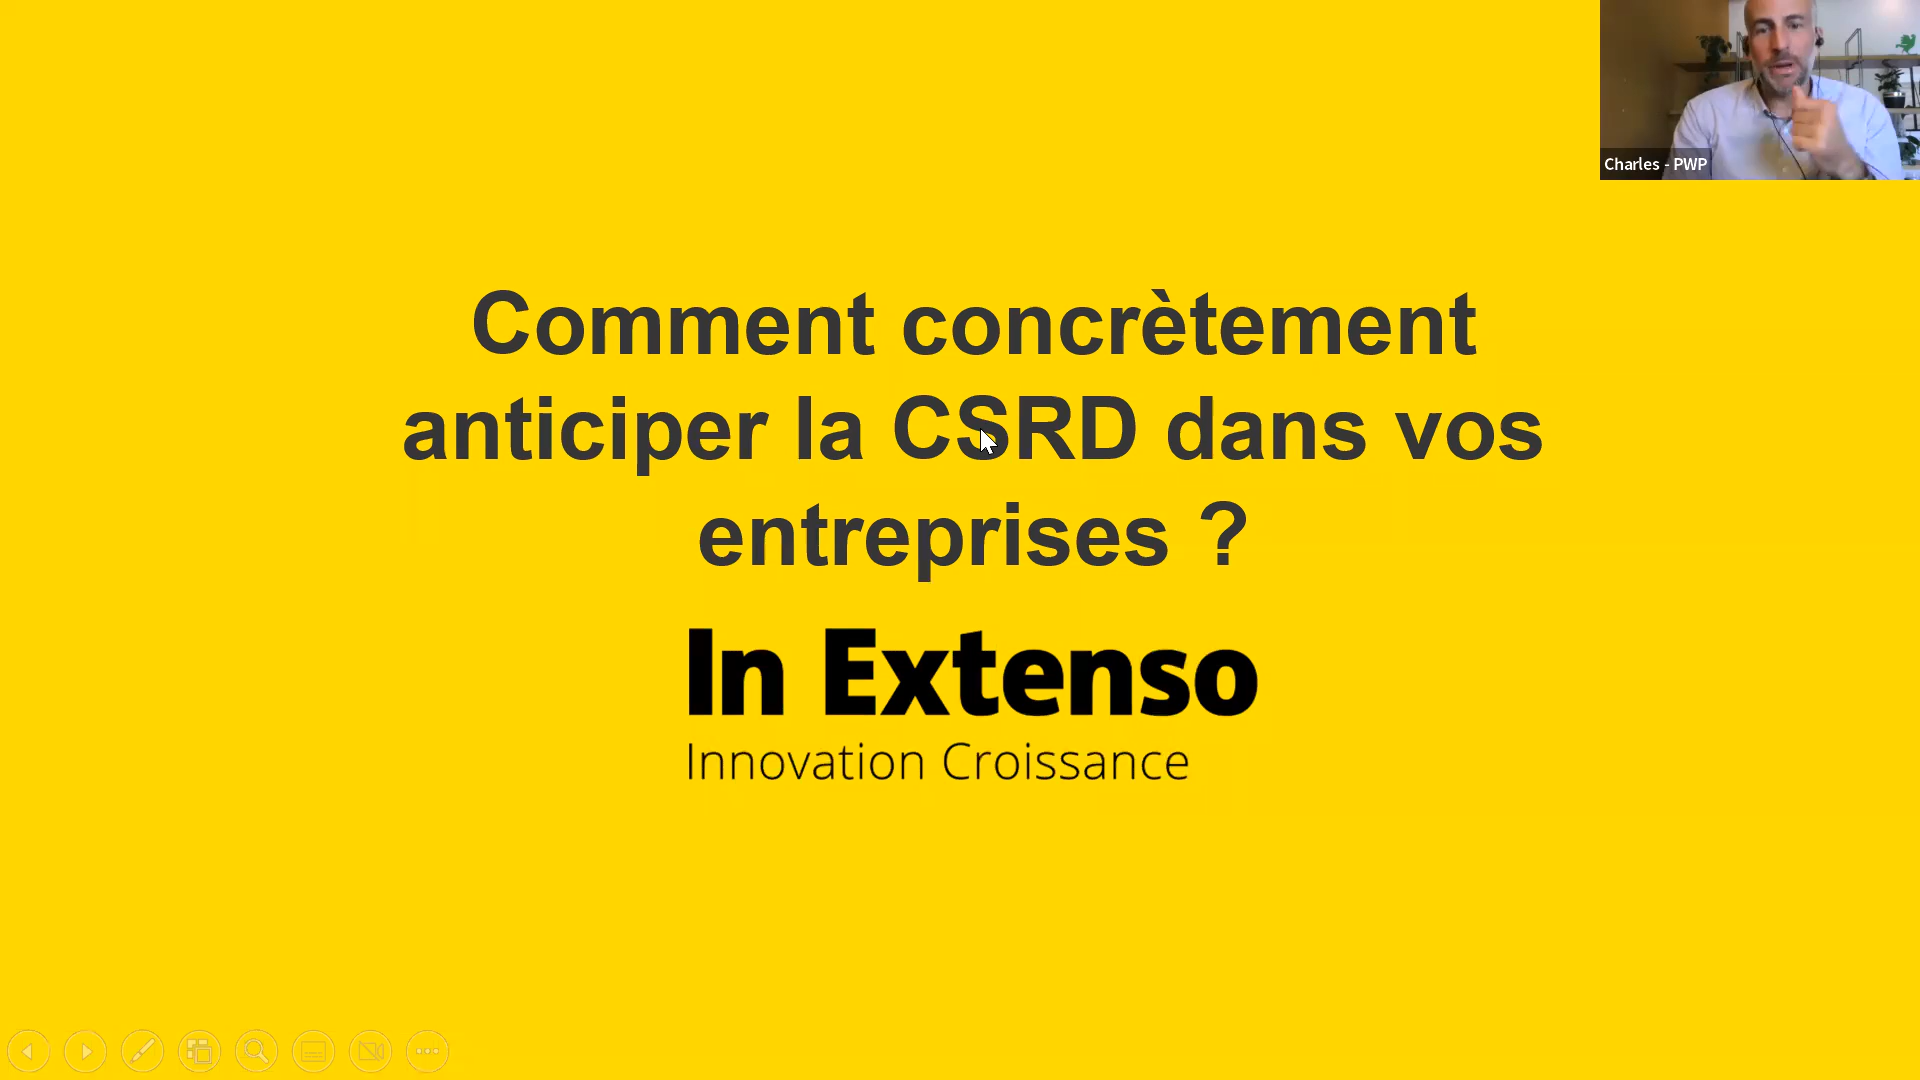 Charles - PWP
Comment concrètement
anticiper la CSRD dans vos
entreprises ?
In Extenso
Innovation Croissance